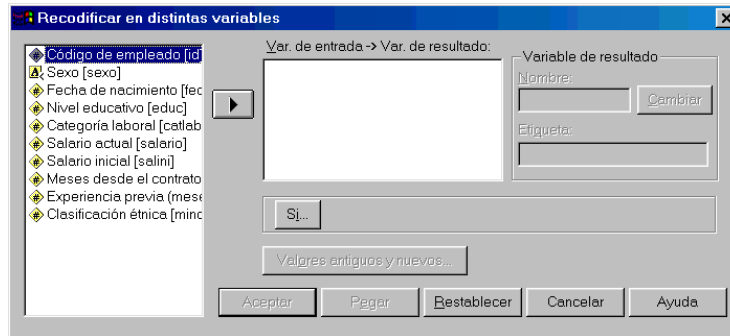 Recodificar en distintas variables
Código de empleado [id]
Sexo [sexo]
Fecha de nacimiento [fec
Nivel educativo [educ]
Categoría laboral [catlab
Salario actual [salario]
Salario inicial [salini]
Meses desde el contrato
Experiencia previa (mese
Clasificación étnica [mino
Var. de entrada -> Var. de resultado:
Variable de resultado
Nombre:
Cambiar
Etiqueta:
Si...
Valores antiguos y nuevos...
Aceptar
Pegar
Restablecer
Cancelar
Ayuda